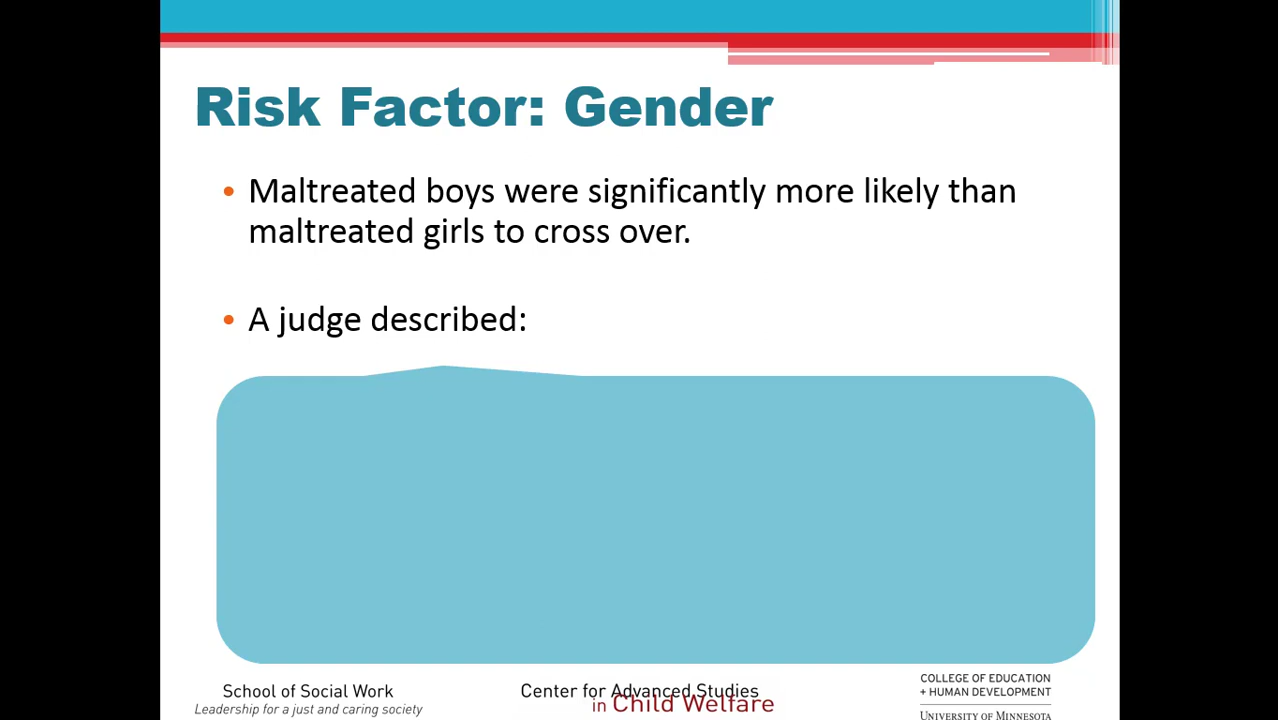 Risk Factor: Gender
• Maltreated boys were significantly more likely than
maltreated girls to cross over.
• A judge described:
School of Social Work
Leadership for a just and caring society
Center for Advanced Studies
in Child Welfare
COLLEGE OF EDUCATION
+ HUMAN DEVELOPMENT
UNIVERSITY OF MINNESOTA